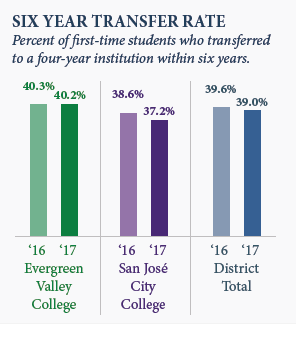 SIX YEAR TRANSFER RATE
Percent of first-time students who transferred
to a four-year institution within six years.
40.3% 40.2% 38.6% 37.2% 39.6% 39.0%
‘16 ‘17 ‘16 ‘17 ‘16 ‘17
Evergreen San José District
Valley City Total
College College